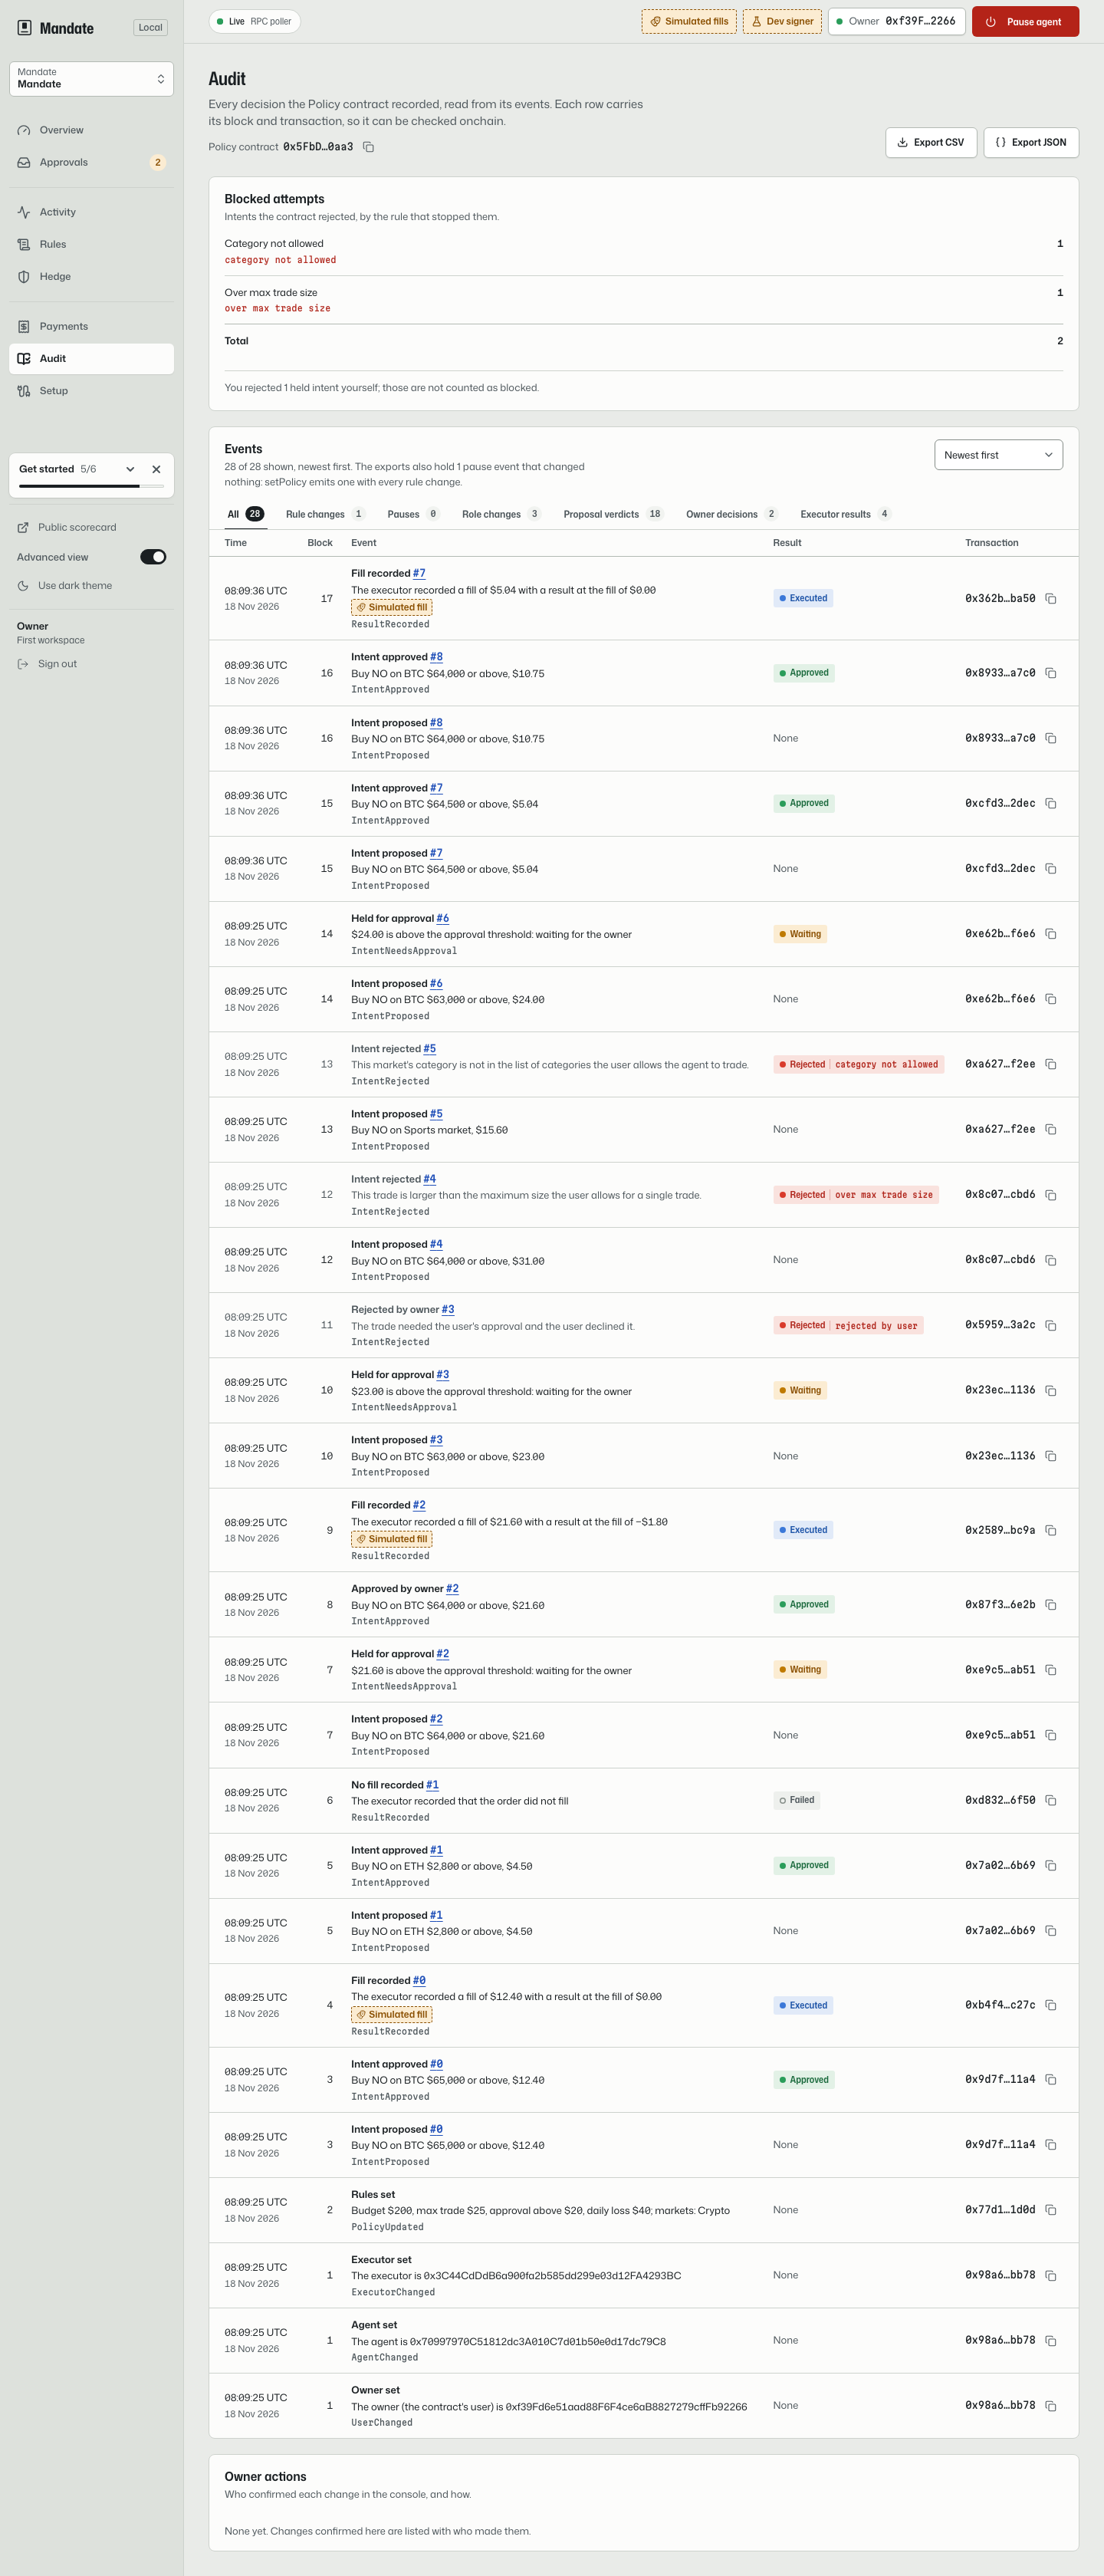 Mandate
Local
Mandate
Mandate
Overview
Approvals 2
Activity
Rules
Hedge
Payments
Audit
Setup
Get started 5/6
Public scorecard
Advanced view
Use dark theme
Owner
First workspace
Sign out
Live RPC poller
Simulated fills
Dev signer
Owner 0xf39F…2266
Pause agent
Audit
Every decision the Policy contract recorded, read from its events. Each row carries
its block and transaction, so it can be checked onchain.
Policy contract 0x5FbD…0aa3
Export CSV
Export JSON
Blocked attempts
Intents the contract rejected, by the rule that stopped them.
Category not allowed 1
category not allowed
Over max trade size 1
over max trade size
Total 2
You rejected 1 held intent yourself; those are not counted as blocked.
Events
28 of 28 shown, newest first. The exports also hold 1 pause event that changed
nothing: setPolicy emits one with every rule change.
Newest first
All 28 Rule changes 1 Pauses 0 Role changes 3 Proposal verdicts 18 Owner decisions 2 Executor results 4
Time Block Event Result Transaction
Fill recorded #7
08:09:36 UTC
18 Nov 2026
17
The executor recorded a fill of $5.04 with a result at the fill of $0.00
Simulated fill
ResultRecorded
Executed
0x362b…ba50
Intent approved #8
08:09:36 UTC
18 Nov 2026
16
Buy NO on BTC $64,000 or above, $10.75
IntentApproved
Approved
0x8933…a7c0
Intent proposed #8
08:09:36 UTC
18 Nov 2026
16
Buy NO on BTC $64,000 or above, $10.75
IntentProposed
None
0x8933…a7c0
Intent approved #7
08:09:36 UTC
18 Nov 2026
15
Buy NO on BTC $64,500 or above, $5.04
IntentApproved
Approved
0xcfd3…2dec
Intent proposed #7
08:09:36 UTC
18 Nov 2026
15
Buy NO on BTC $64,500 or above, $5.04
IntentProposed
None
0xcfd3…2dec
Held for approval #6
08:09:25 UTC
18 Nov 2026
14
$24.00 is above the approval threshold: waiting for the owner
IntentNeedsApproval
Waiting
0xe62b…f6e6
Intent proposed #6
08:09:25 UTC
18 Nov 2026
14
Buy NO on BTC $63,000 or above, $24.00
IntentProposed
None
0xe62b…f6e6
Intent rejected #5
08:09:25 UTC
18 Nov 2026
13
This market's category is not in the list of categories the user allows the agent to trade.
IntentRejected
Rejected category not allowed
0xa627…f2ee
Intent proposed #5
08:09:25 UTC
18 Nov 2026
13
Buy NO on Sports market, $15.60
IntentProposed
None
0xa627…f2ee
Intent rejected #4
08:09:25 UTC
18 Nov 2026
12
This trade is larger than the maximum size the user allows for a single trade.
IntentRejected
Rejected over max trade size
0x8c07…cbd6
Intent proposed #4
08:09:25 UTC
18 Nov 2026
12
Buy NO on BTC $64,000 or above, $31.00
IntentProposed
None
0x8c07…cbd6
Rejected by owner #3
08:09:25 UTC
18 Nov 2026
11
The trade needed the user's approval and the user declined it.
IntentRejected
Rejected rejected by user
0x5959…3a2c
Held for approval #3
08:09:25 UTC
18 Nov 2026
10
$23.00 is above the approval threshold: waiting for the owner
IntentNeedsApproval
Waiting
0x23ec…1136
Intent proposed #3
08:09:25 UTC
18 Nov 2026
10
Buy NO on BTC $63,000 or above, $23.00
IntentProposed
None
0x23ec…1136
Fill recorded #2
08:09:25 UTC
18 Nov 2026
9
The executor recorded a fill of $21.60 with a result at the fill of −$1.80
Simulated fill
ResultRecorded
Executed
0x2589…bc9a
Approved by owner #2
08:09:25 UTC
18 Nov 2026
8
Buy NO on BTC $64,000 or above, $21.60
IntentApproved
Approved
0x87f3…6e2b
Held for approval #2
08:09:25 UTC
18 Nov 2026
7
$21.60 is above the approval threshold: waiting for the owner
IntentNeedsApproval
Waiting
0xe9c5…ab51
Intent proposed #2
08:09:25 UTC
18 Nov 2026
7
Buy NO on BTC $64,000 or above, $21.60
IntentProposed
None
0xe9c5…ab51
No fill recorded #1
08:09:25 UTC
18 Nov 2026
6
The executor recorded that the order did not fill
ResultRecorded
Failed
0xd832…6f50
Intent approved #1
08:09:25 UTC
18 Nov 2026
5
Buy NO on ETH $2,800 or above, $4.50
IntentApproved
Approved
0x7a02…6b69
Intent proposed #1
08:09:25 UTC
18 Nov 2026
5
Buy NO on ETH $2,800 or above, $4.50
IntentProposed
None
0x7a02…6b69
Fill recorded #0
08:09:25 UTC
18 Nov 2026
4
The executor recorded a fill of $12.40 with a result at the fill of $0.00
Simulated fill
ResultRecorded
Executed
0xb4f4…c27c
Intent approved #0
08:09:25 UTC
18 Nov 2026
3
Buy NO on BTC $65,000 or above, $12.40
IntentApproved
Approved
0x9d7f…11a4
Intent proposed #0
08:09:25 UTC
18 Nov 2026
3
Buy NO on BTC $65,000 or above, $12.40
IntentProposed
None
0x9d7f…11a4
Rules set
08:09:25 UTC
18 Nov 2026
2
Budget $200, max trade $25, approval above $20, daily loss $40; markets: Crypto
PolicyUpdated
None
0x77d1…1d0d
Executor set
08:09:25 UTC
18 Nov 2026
1
The executor is 0x3C44CdDdB6a900fa2b585dd299e03d12FA4293BC
ExecutorChanged
None
0x98a6…bb78
Agent set
08:09:25 UTC
18 Nov 2026
1
The agent is 0x70997970C51812dc3A010C7d01b50e0d17dc79C8
AgentChanged
None
0x98a6…bb78
Owner set
08:09:25 UTC
18 Nov 2026
1
The owner (the contract's user) is 0xf39Fd6e51aad88F6F4ce6aB8827279cffFb92266
UserChanged
None
0x98a6…bb78
Owner actions
Who confirmed each change in the console, and how.
None yet. Changes confirmed here are listed with who made them.